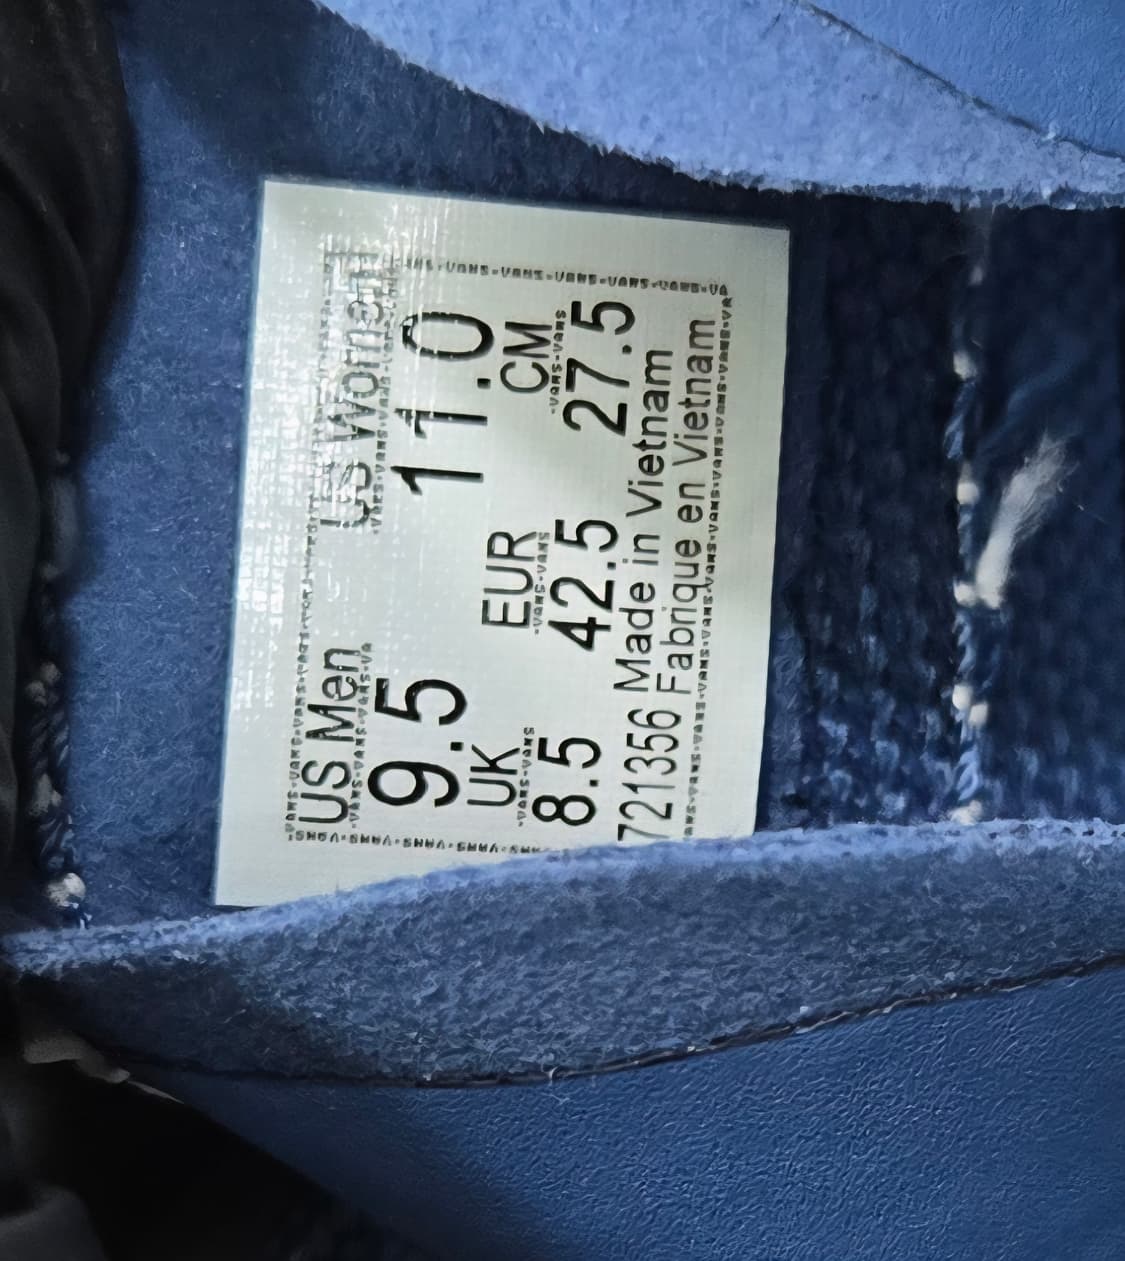 US Men US Women
9.5 11.0
UK EUR CM
8.5 42.5 27.5
721356 Made in Vietnam
Fabrique en Vietnam